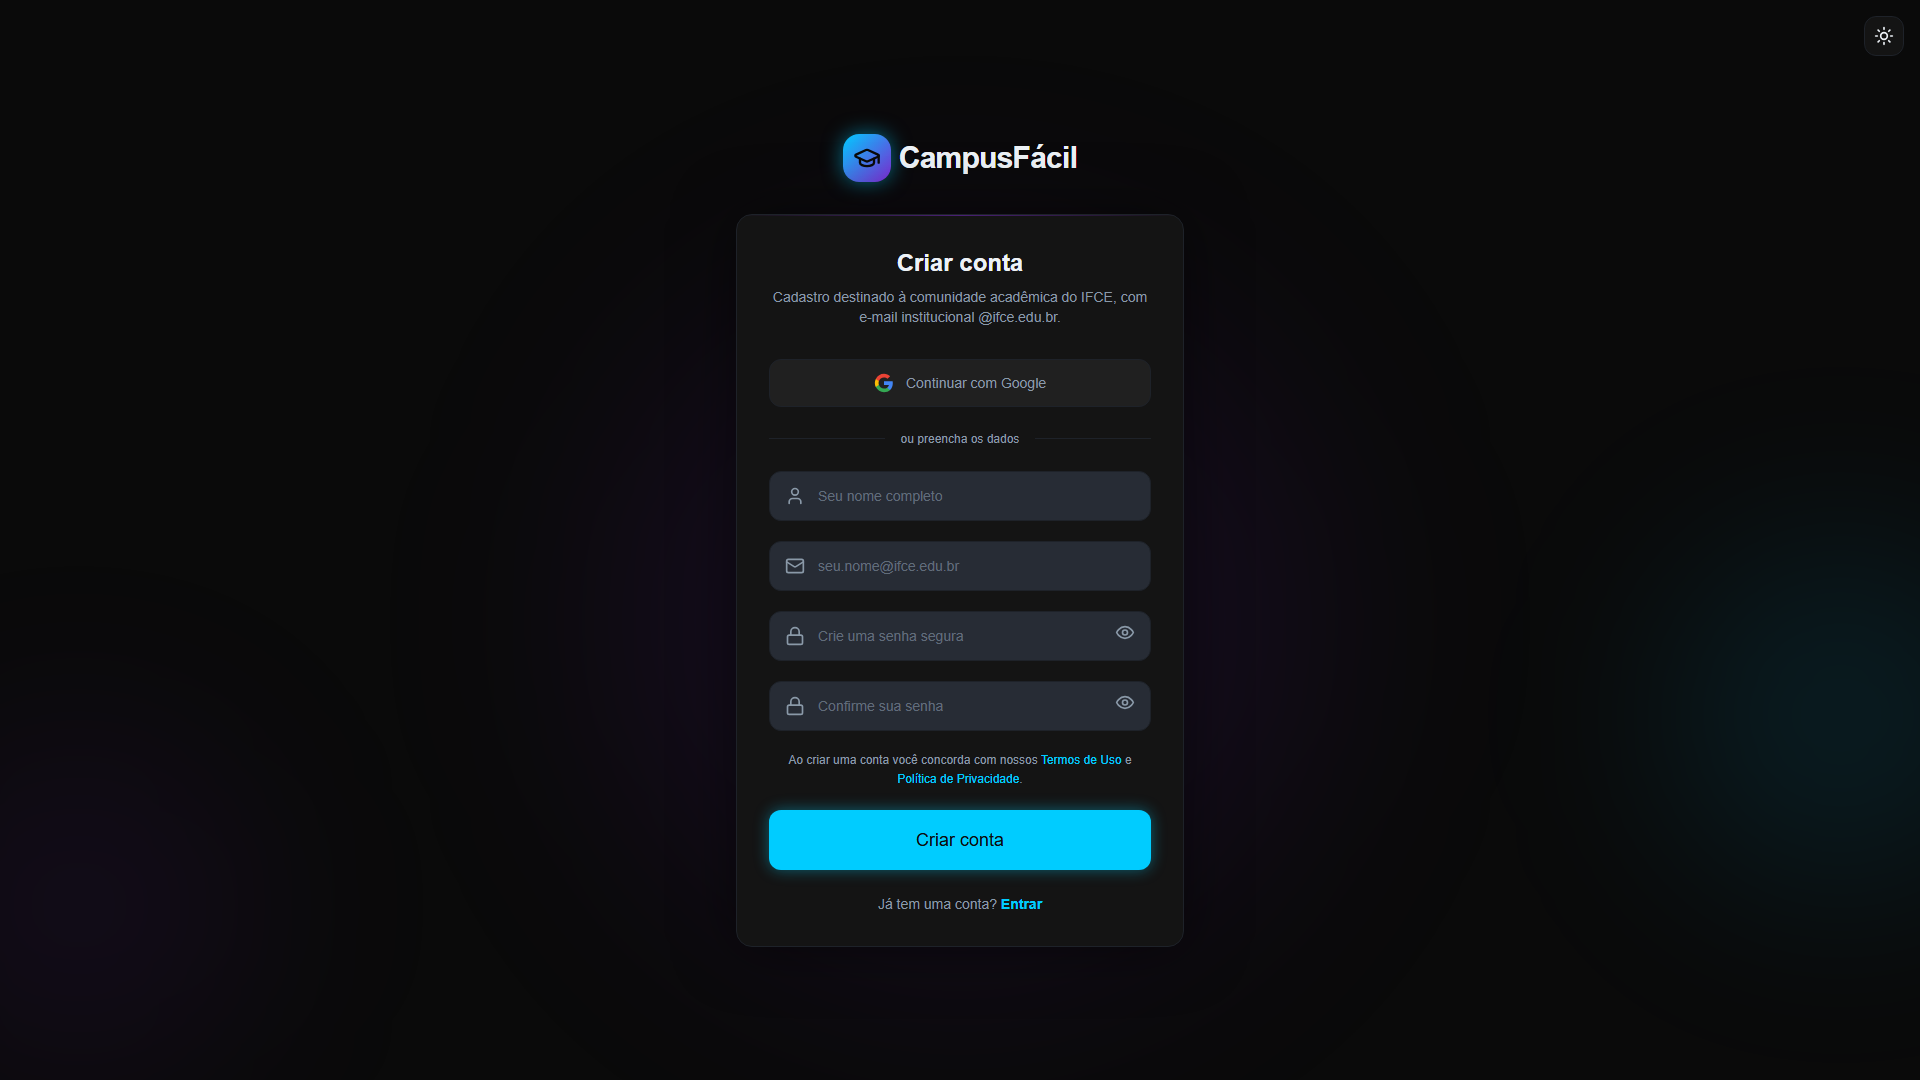 CampusFácil
Criar conta
Cadastro destinado à comunidade acadêmica do IFCE, com
e-mail institucional @ifce.edu.br.
Continuar com Google
ou preencha os dados
Seu nome completo
seu.nome@ifce.edu.br
Crie uma senha segura
Confirme sua senha
Ao criar uma conta você concorda com nossos Termos de Uso e
Política de Privacidade.
Criar conta
Já tem uma conta? Entrar